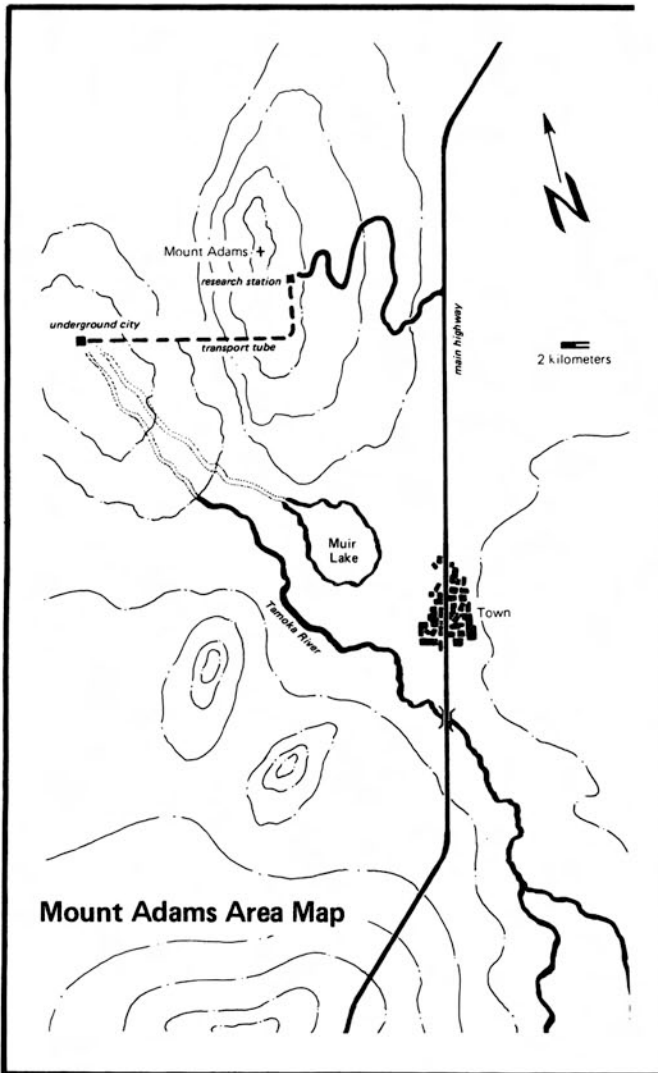 N
Mount Adams
research station
underground city
transport tube
main highway
2 kilometers
Muir
Lake
Town
Tamoka River
Mount Adams Area Map